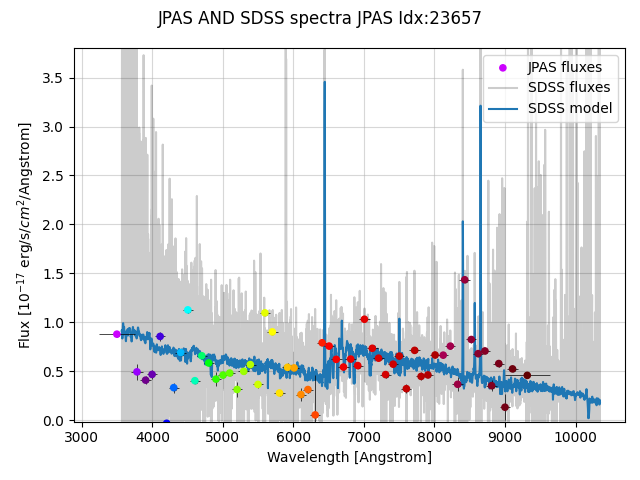 JPAS AND SDSS spectra JPAS Idx:23657
JPAS fluxes
SDSS fluxes
SDSS model
Flux [10⁻¹⁷ erg/s/cm²/Angstrom]
3.5
3.0
2.5
2.0
1.5
1.0
0.5
0.0
3000 4000 5000 6000 7000 8000 9000 10000
Wavelength [Angstrom]